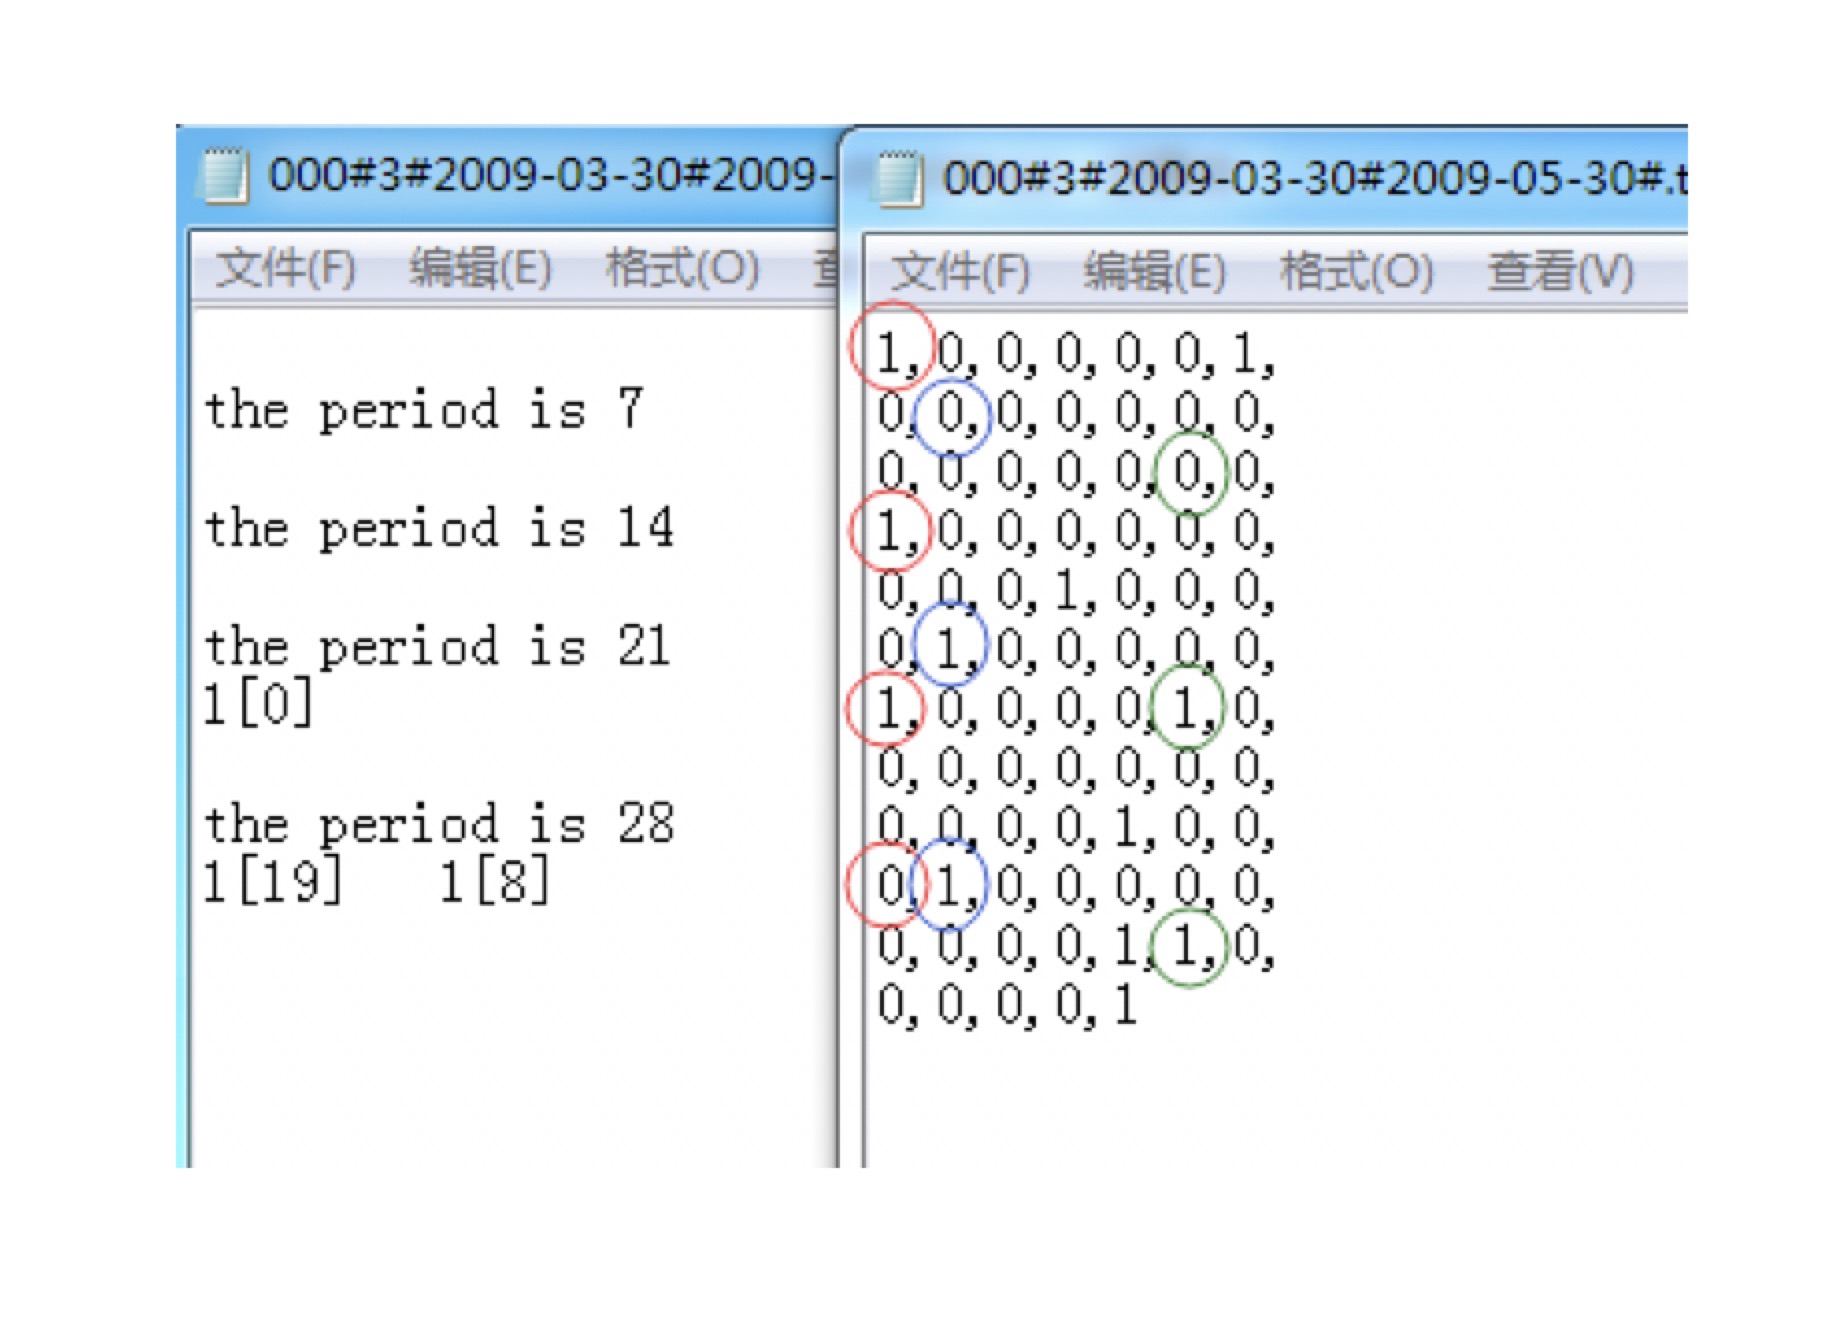 000#3#2009-03-30#2009-
文件(F) 编辑(E) 格式(O)
the period is 7
the period is 14
the period is 21
1[0]
the period is 28
1[19] 1[8]
000#3#2009-03-30#2009-05-30#.t
文件(F) 编辑(E) 格式(O) 查看(V)
1, 0, 0, 0, 0, 0, 1,
0, 0, 0, 0, 0, 0, 0,
0, 0, 0, 0, 0, 0, 0,
1, 0, 0, 0, 0, 0, 0,
0, 0, 0, 1, 0, 0, 0,
0, 1, 0, 0, 0, 0, 0,
1, 0, 0, 0, 0, 1, 0,
0, 0, 0, 0, 0, 0, 0,
0, 0, 0, 0, 1, 0, 0,
0, 1, 0, 0, 0, 0, 0,
0, 0, 0, 0, 1, 1, 0,
0, 0, 0, 0, 1